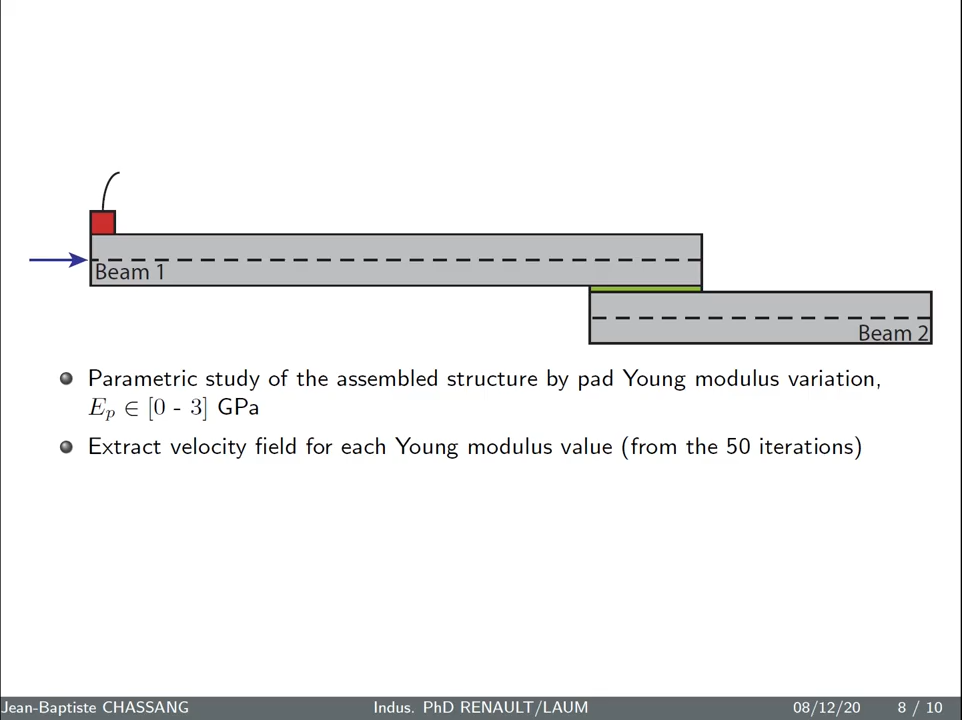 Beam 1
Beam 2
Parametric study of the assembled structure by pad Young modulus variation,
E_p ∈ [0 - 3] GPa
Extract velocity field for each Young modulus value (from the 50 iterations)
Jean-Baptiste CHASSANG Indus. PhD RENAULT/LAUM 08/12/20 8 / 10